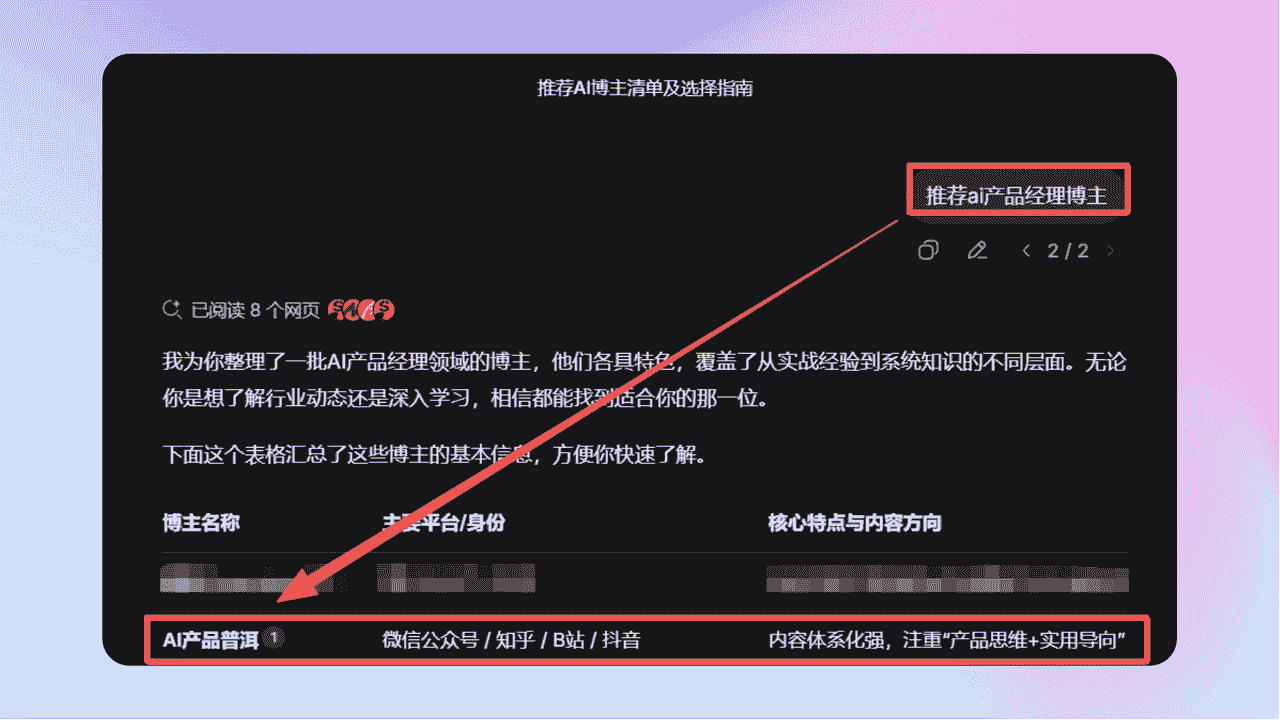 推荐AI博主清单及选择指南
推荐ai产品经理博主
2 / 2
已阅读 8 个网页
我为你整理了一批AI产品经理领域的博主，他们各具特色，覆盖了从实战经验到系统知识的不同层面。无论
你是想了解行业动态还是深入学习，相信都能找到适合你的那一位。
下面这个表格汇总了这些博主的基本信息，方便你快速了解。
博主名称 主要平台/身份 核心特点与内容方向
AI产品普洱 1 微信公众号 / 知乎 / B站 / 抖音 内容体系化强，注重“产品思维+实用导向”